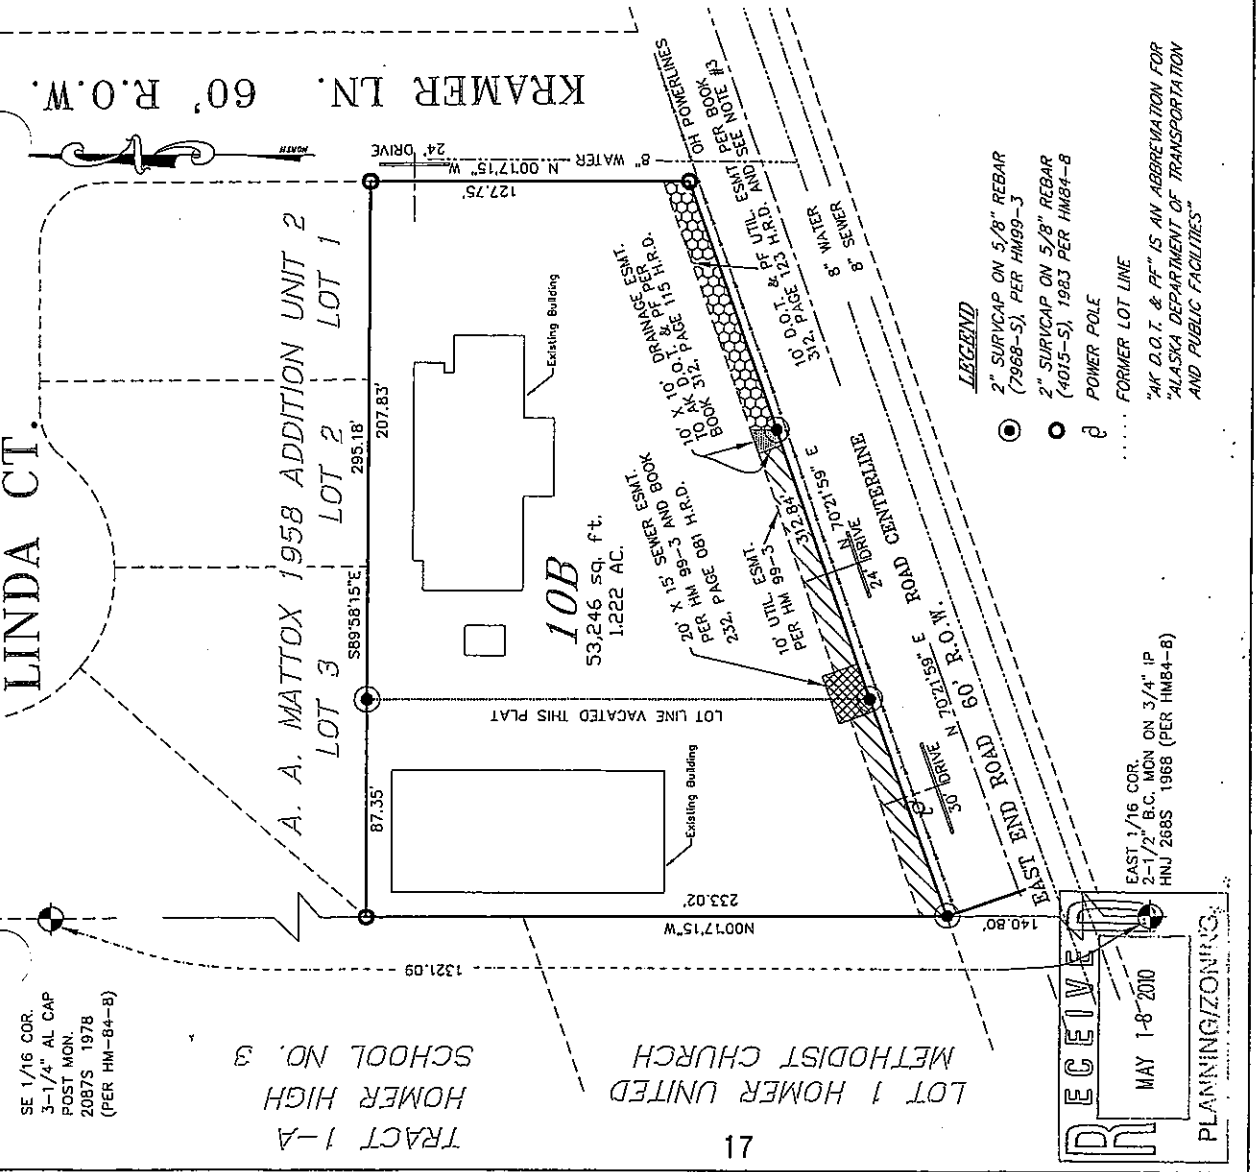 LINDA CT.
KRAMER LN. 60' R.O.W.
NORTH
A. A. MATTOX 1958 ADDITION UNIT 2
LOT 3
LOT 2
LOT 1
S89'58'15"E
295.18'
87.35'
207.83'
24' DRIVE
N 00'17'15" W
127.75'
8" WATER
OH POWERLINES
10' D.O.T. & PF UTIL. ESMT PER BOOK
312, PAGE 123 H.R.D. AND SEE NOTE #3
10' X 10' DRAINAGE ESMT.
TO AK D.O.T. & PF PER
BOOK 312, PAGE 115 H.R.D.
Existing Building
10B
53,246 sq. ft.
1.222 AC.
20' X 15' SEWER ESMT.
PER HM 99-3 AND BOOK
232, PAGE 081 H.R.D.
10' UTIL ESMT.
PER HM 99-3
312.84'
N 70'21'59" E
24' DRIVE
8" WATER
8" SEWER
LOT LINE VACATED THIS PLAT
Existing Building
N00'17'15"W
233.02'
30' DRIVE
N 70'21'59" E
ROAD CENTERLINE
EAST END ROAD 60' R.O.W.
140.80'
1321.09
SE 1/16 COR.
3-1/4" AL CAP
POST MON.
2087S 1978
(PER HM-84-8)
EAST 1/16 COR.
2-1/2" B.C. MON ON 3/4" IP
HNJ 268S 1968 (PER HM84-8)
TRACT 1-A
HOMER HIGH
SCHOOL NO. 3
LOT 1 HOMER UNITED
METHODIST CHURCH
LEGEND
2" SURVCAP ON 5/8" REBAR
(7968-S), PER HM99-3
2" SURVCAP ON 5/8" REBAR
(4015-S), 1983 PER HM84-8
POWER POLE
FORMER LOT LINE
"AK D.O.T. & PF" IS AN ABBREVIATION FOR
"ALASKA DEPARTMENT OF TRANSPORTATION
AND PUBLIC FACILITIES"
RECEIVED
MAY 18 2010
PLANNING/ZONING
17